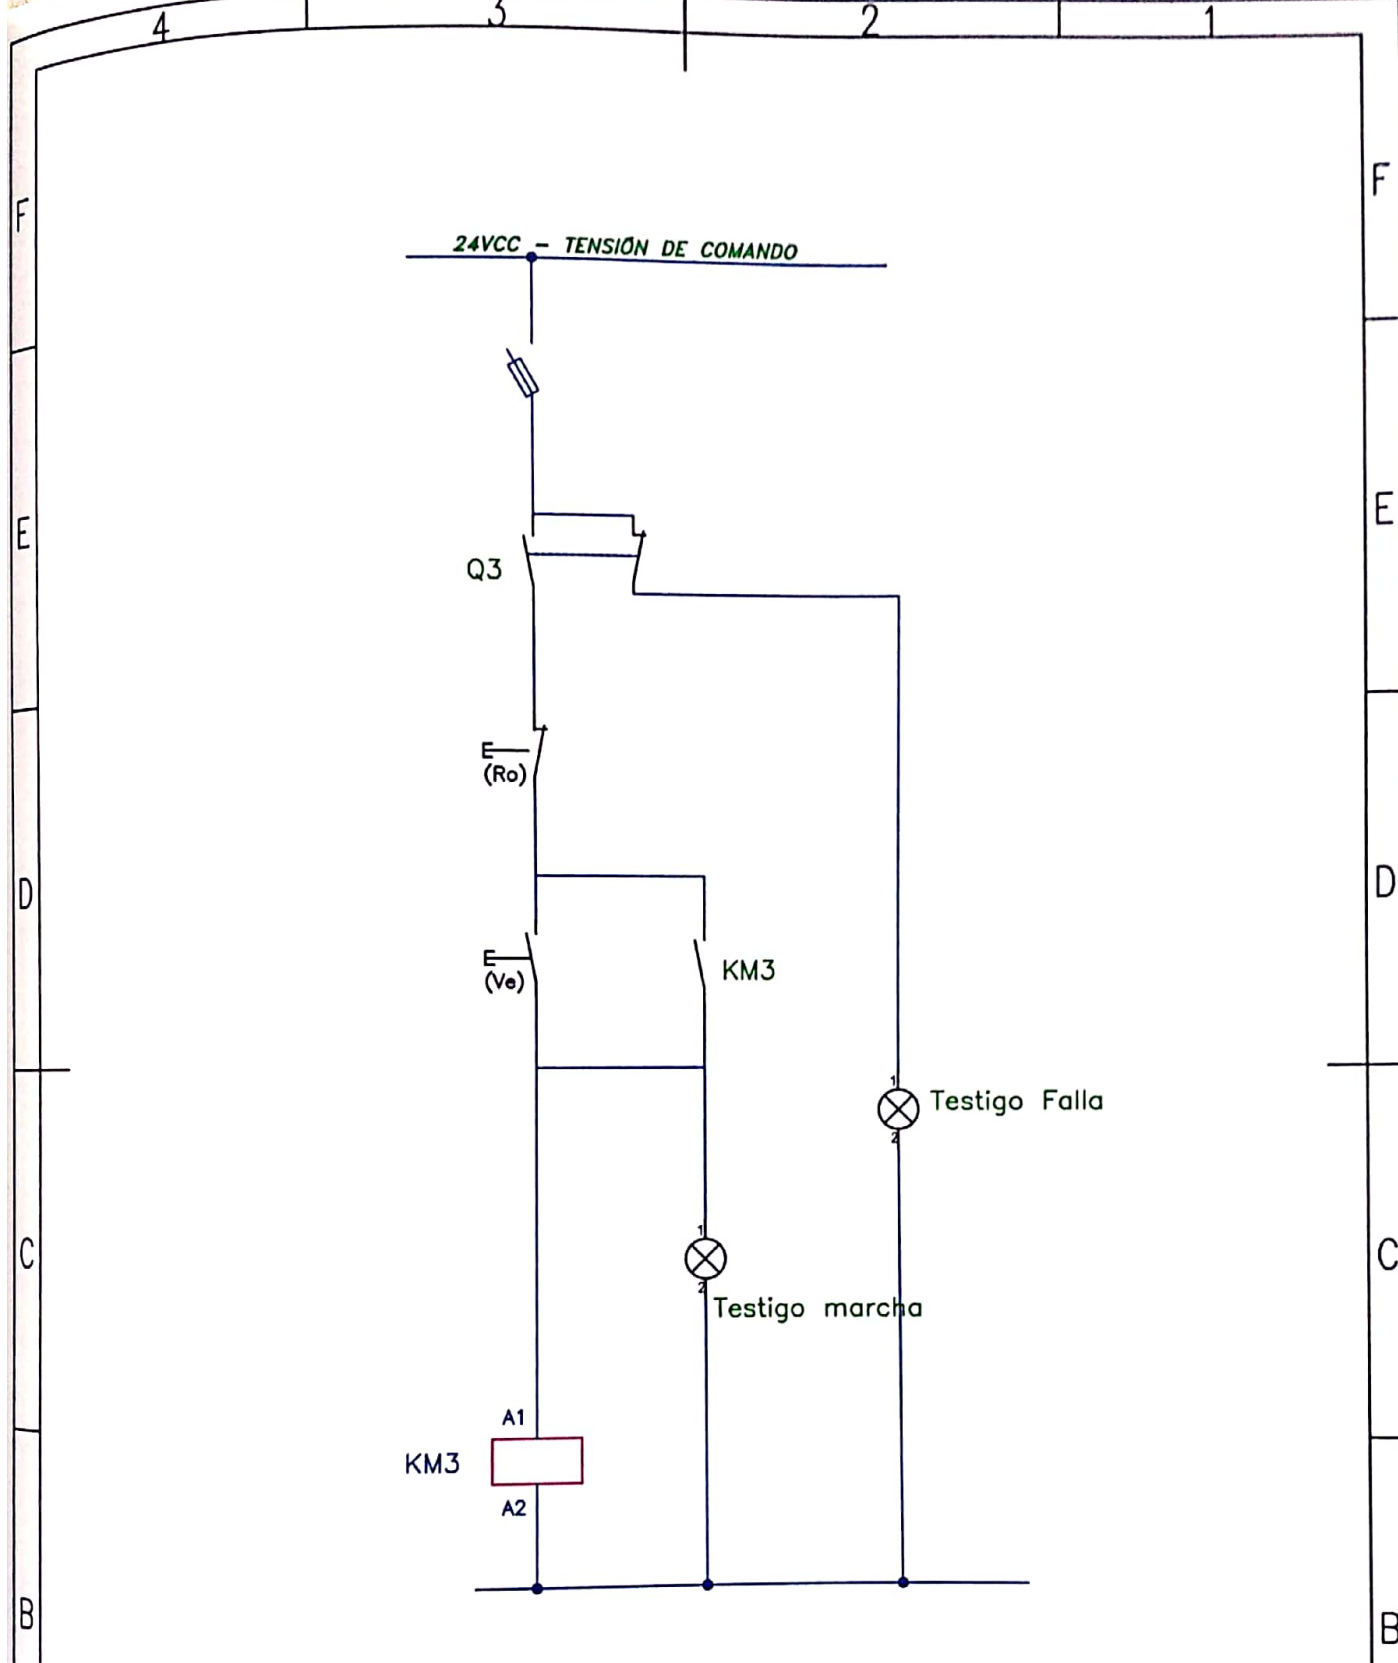 4 3 2 1
F F
24VCC - TENSIÓN DE COMANDO
E E
Q3
E
(Ro)
D D
E
(Ve) KM3
1
Testigo Falla
2
1
C C
2
Testigo marcha
A1
KM3
A2
B B